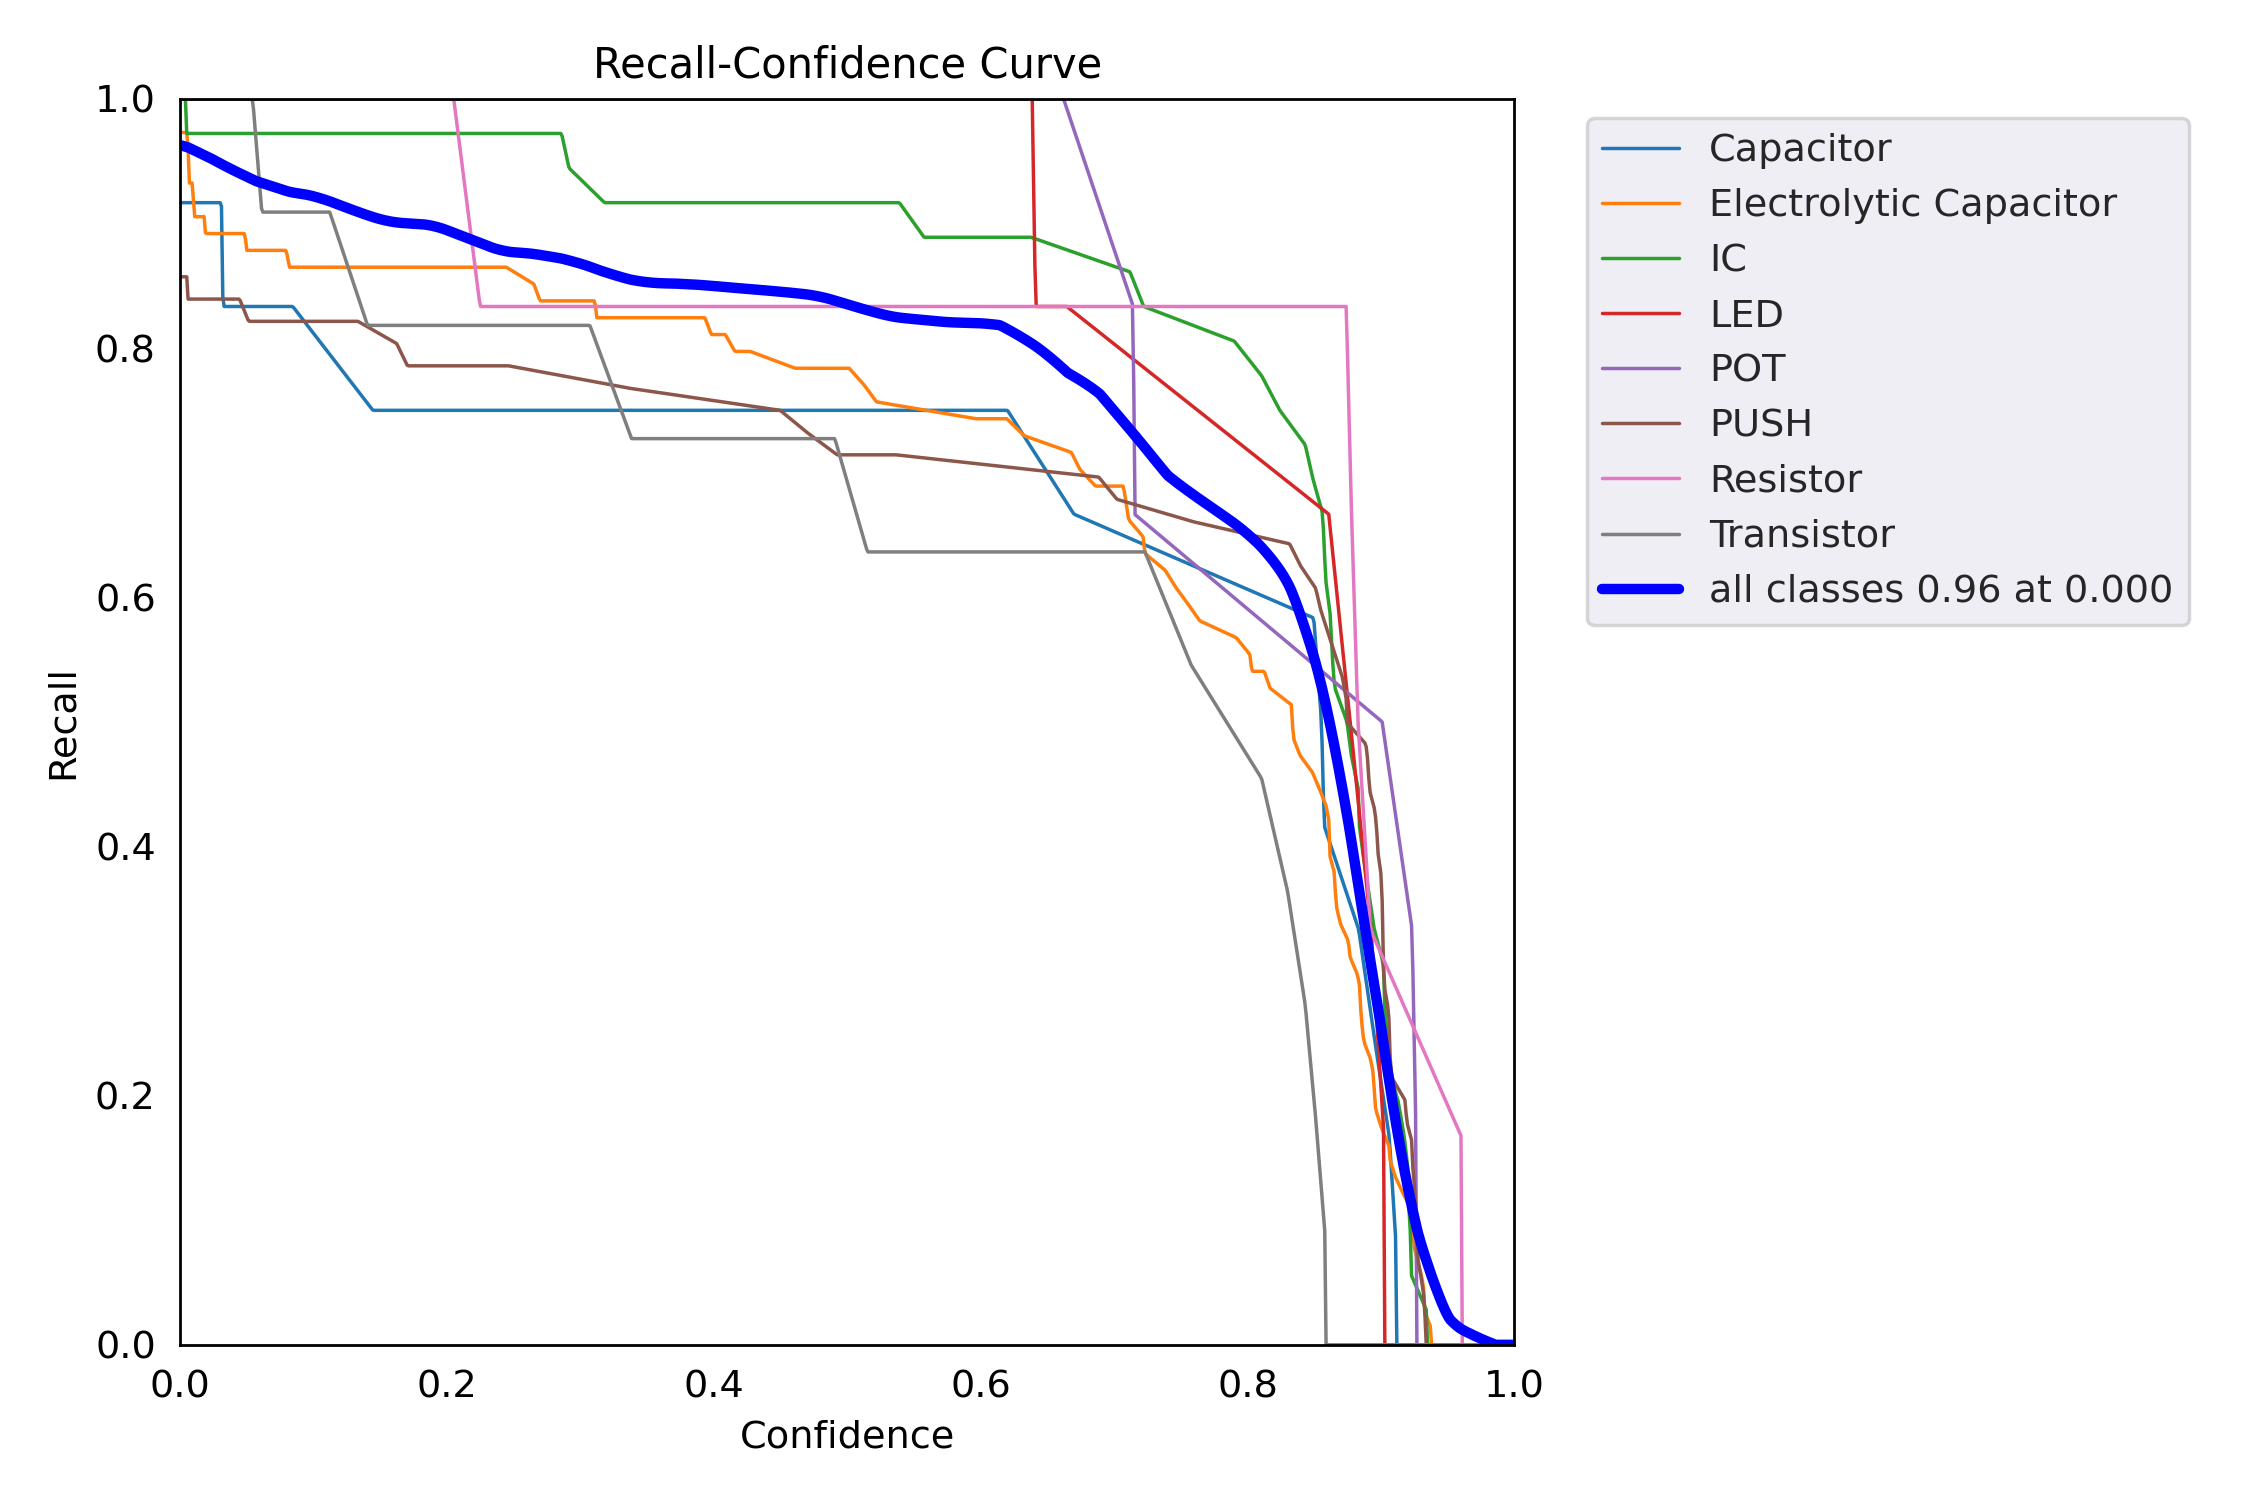 Recall-Confidence Curve
1.0
0.8
0.6
0.4
0.2
0.0
Recall
0.0 0.2 0.4 0.6 0.8 1.0
Confidence
Capacitor
Electrolytic Capacitor
IC
LED
POT
PUSH
Resistor
Transistor
all classes 0.96 at 0.000